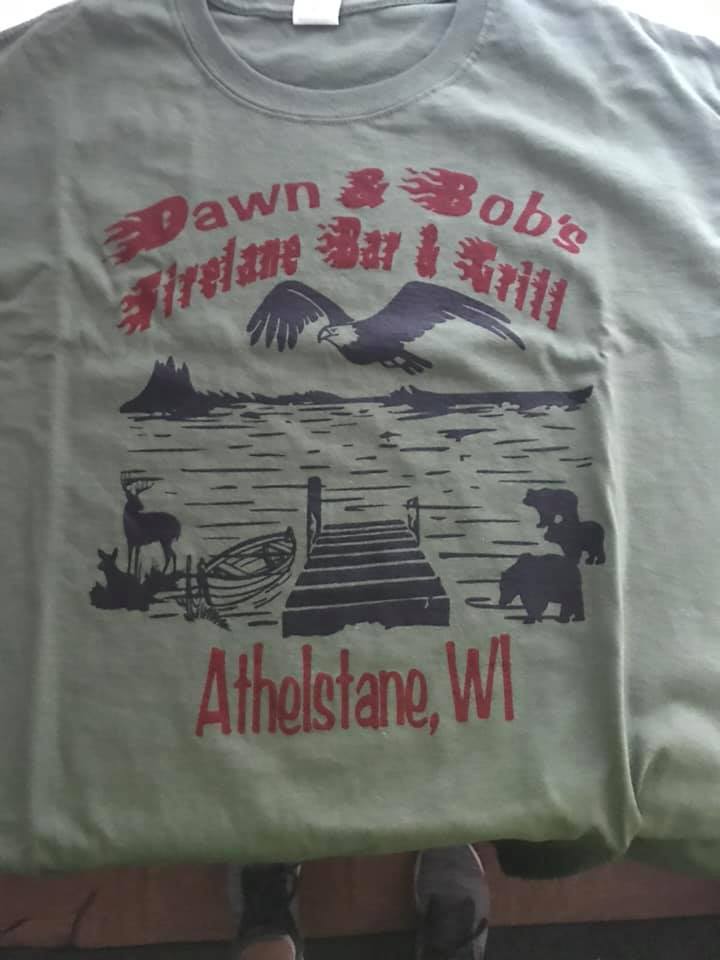 Dawn & Bob's
Firelane Bar & Grill
Athelstane, WI